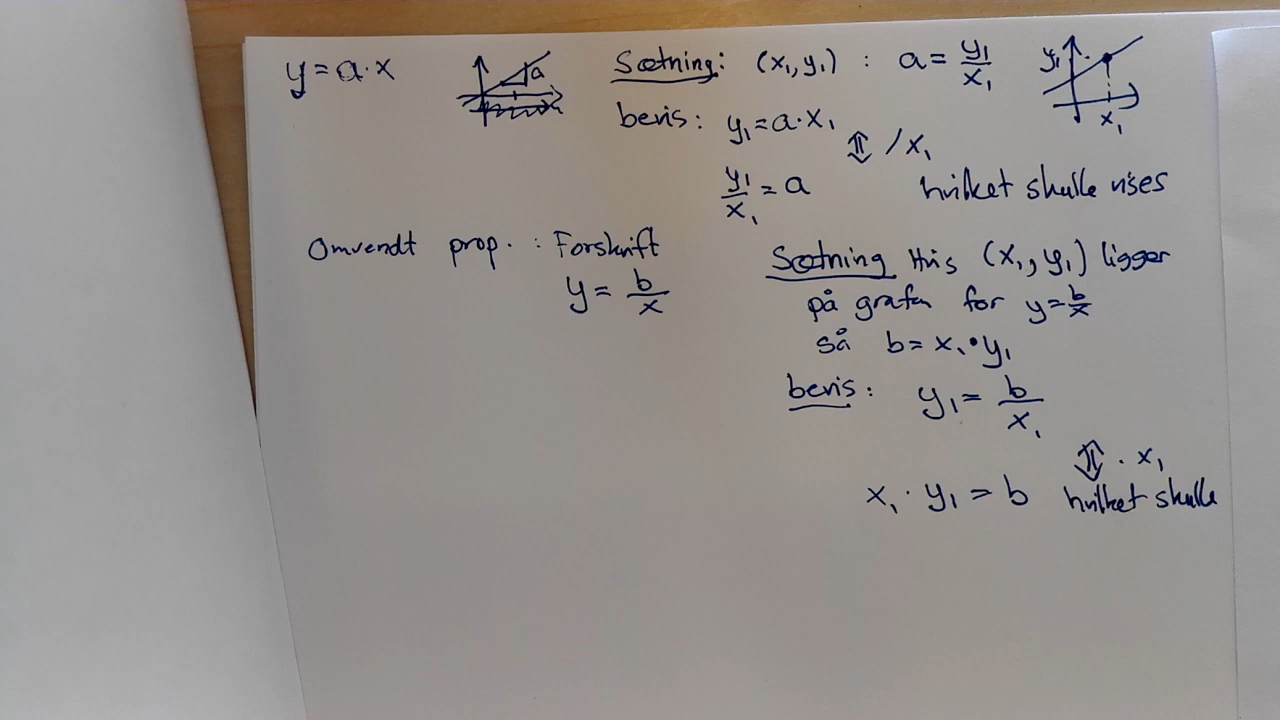 y = a · x
a
Sætning: (x₁, y₁) : a = y₁/x₁
y₁
x₁
bevis: y₁ = a · x₁
⇕ / x₁
y₁/x₁ = a
hvilket skulle vises
Omvendt prop. : Forskrift
y = b/x
Sætning Hvis (x₁, y₁) ligger
på grafen for y = b/x
så b = x₁ · y₁
bevis: y₁ = b/x₁
⇕ · x₁
x₁ · y₁ = b hvilket skulle